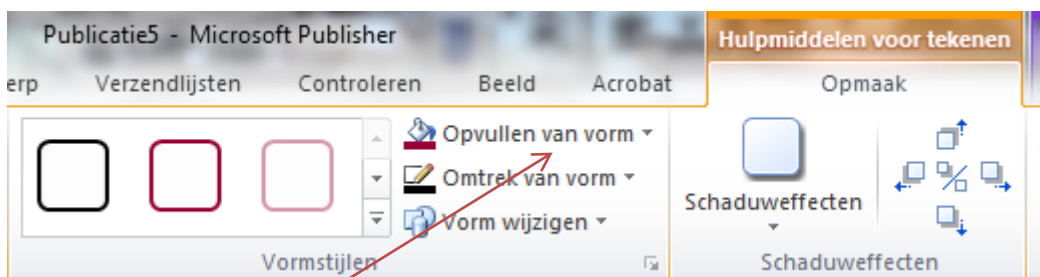 Publicatie5 - Microsoft Publisher
Hulpmiddelen voor tekenen
erp Verzendlijsten Controleren Beeld Acrobat Opmaak
Opvullen van vorm
Omtrek van vorm
Vorm wijzigen
Vormstijlen
Schaduweffecten
Schaduweffecten